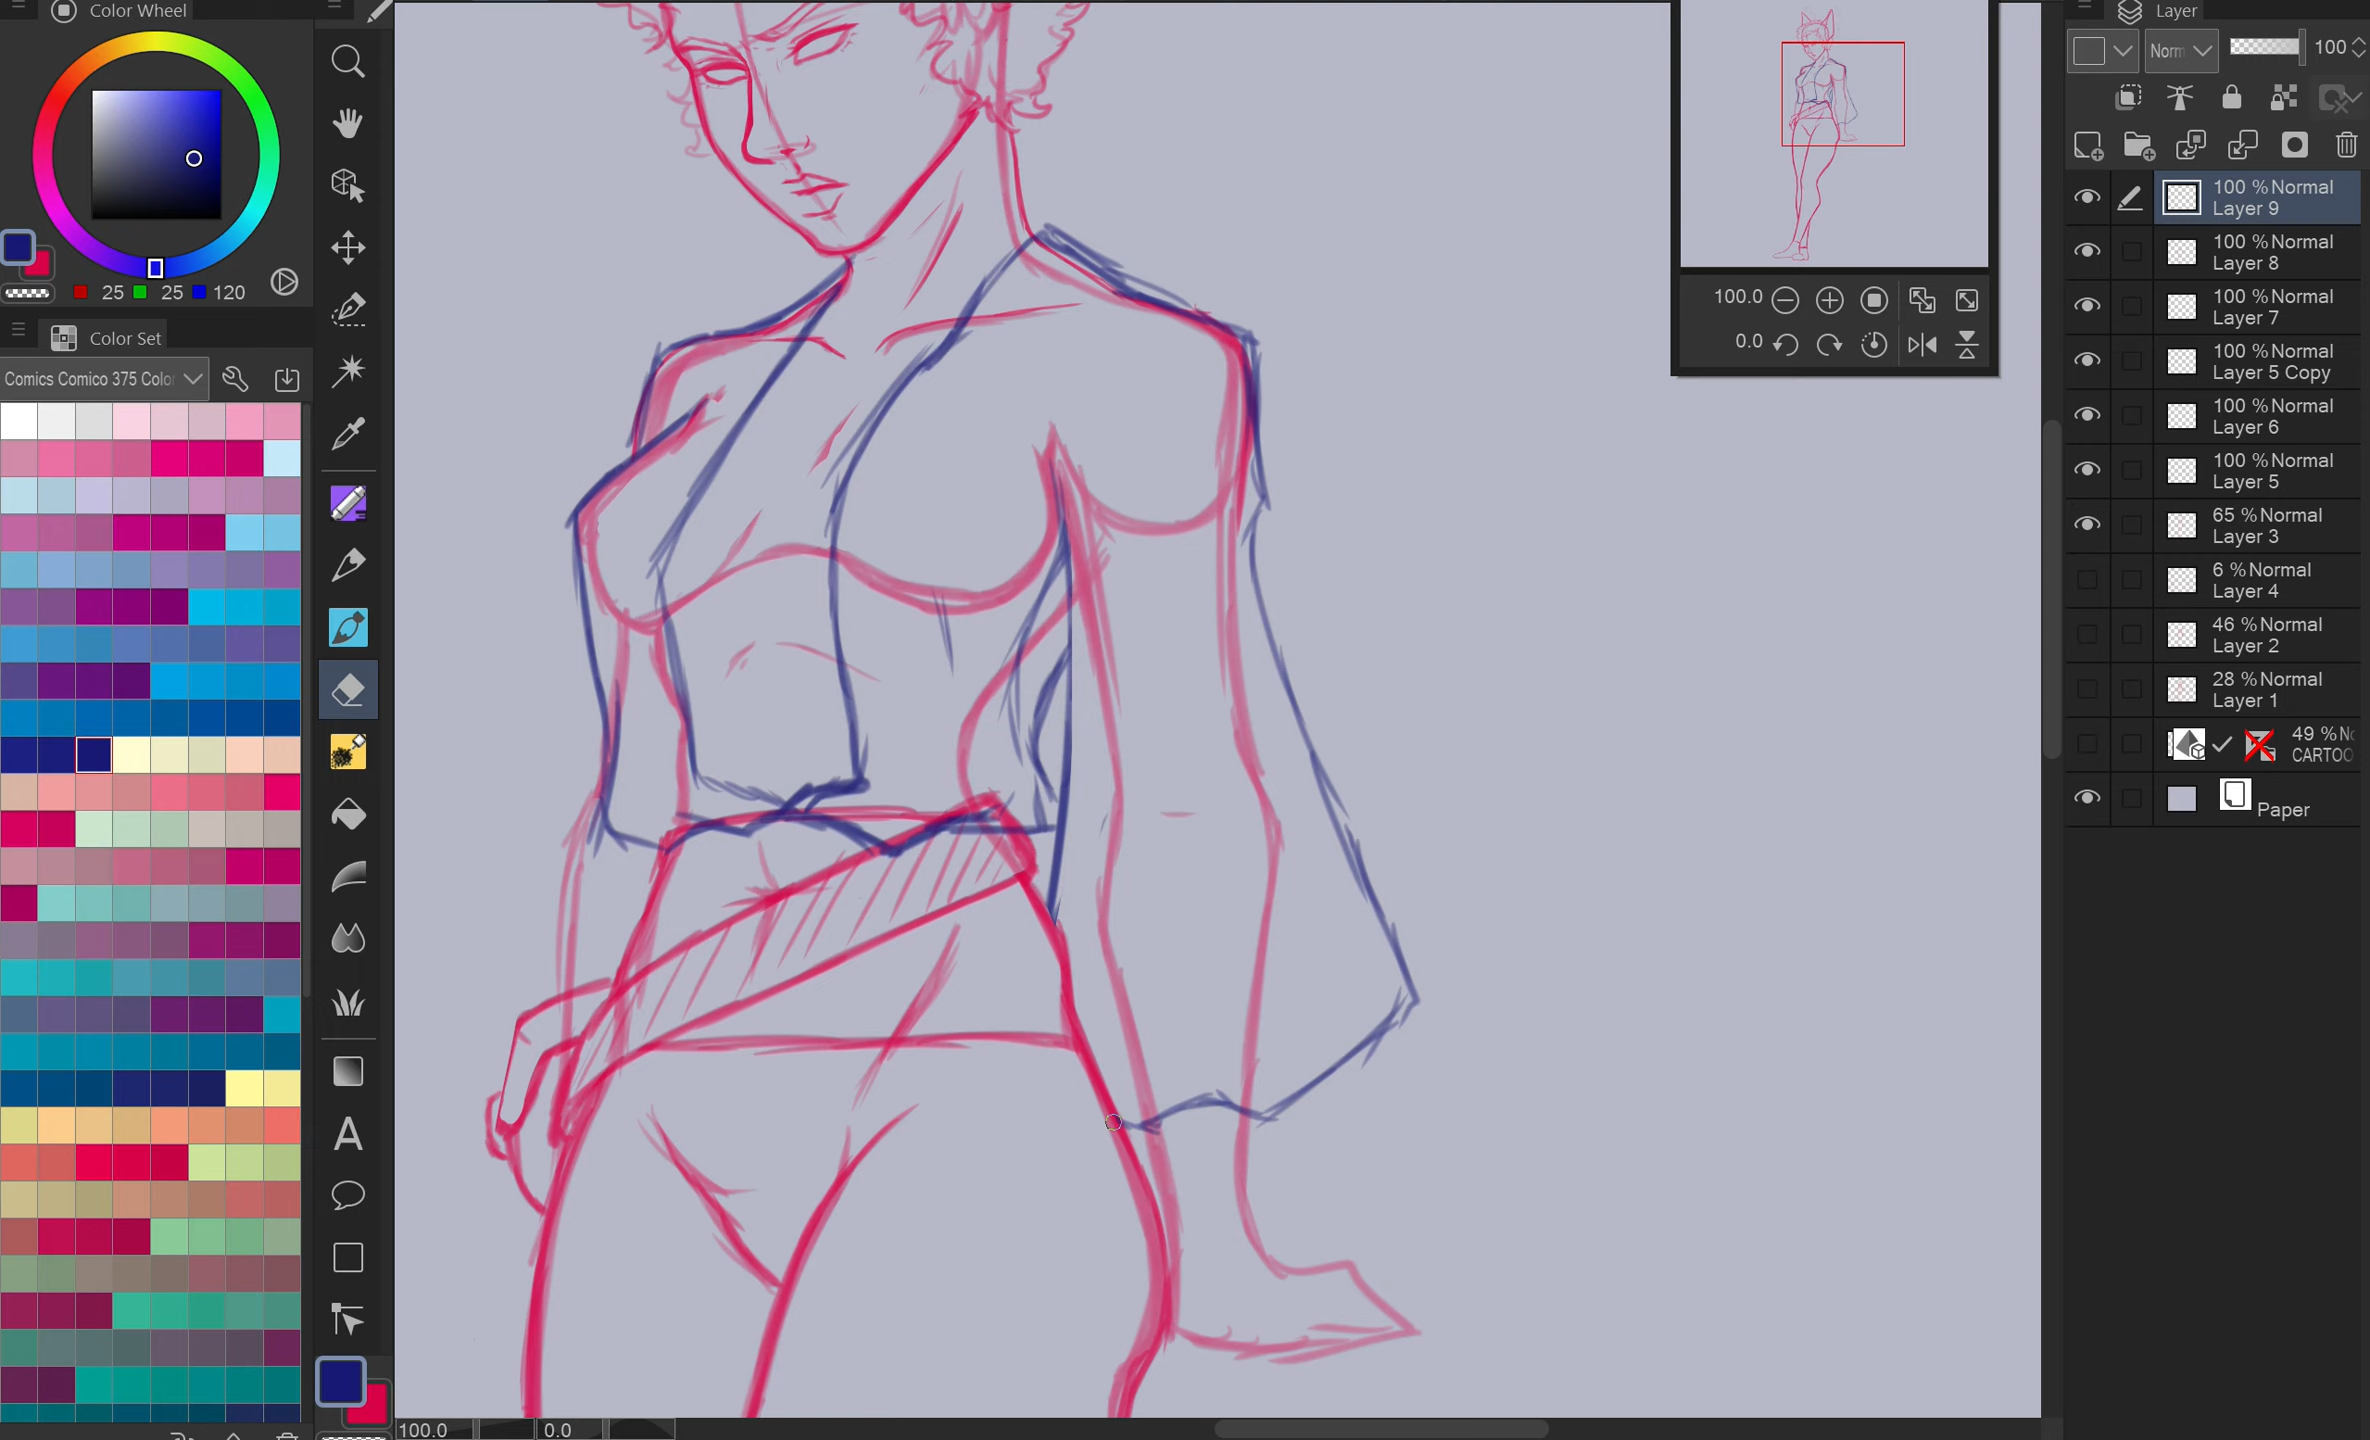 Color Wheel
25 25 120
Color Set
Comics Comico 375 Color
100.0
0.0
100.0 0.0
Layer
Norm 100
100 %Normal
Layer 9
100 %Normal
Layer 8
100 %Normal
Layer 7
100 %Normal
Layer 5 Copy
100 %Normal
Layer 6
100 %Normal
Layer 5
65 %Normal
Layer 3
6 %Normal
Layer 4
46 %Normal
Layer 2
28 %Normal
Layer 1
49 %No
CARTOO
Paper